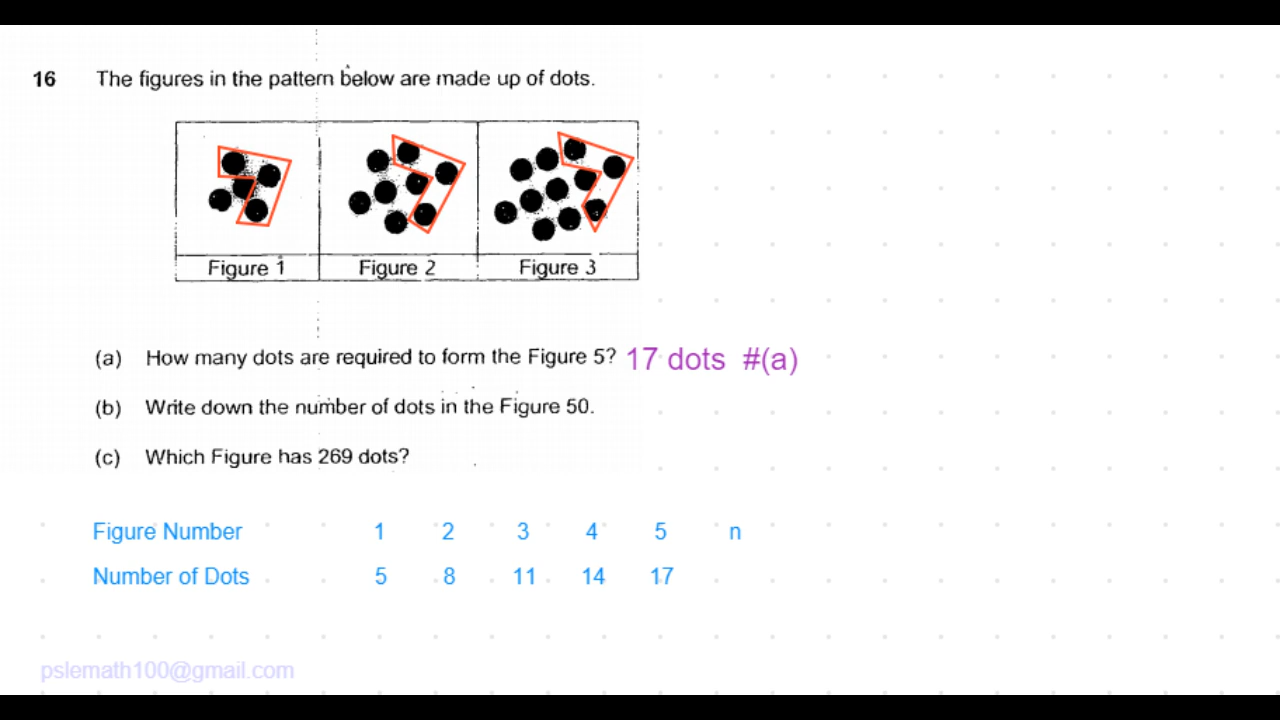 16 The figures in the pattern below are made up of dots.
Figure 1 Figure 2 Figure 3
(a) How many dots are required to form the Figure 5? 17 dots #(a)
(b) Write down the number of dots in the Figure 50.
(c) Which Figure has 269 dots?
Figure Number 1 2 3 4 5 n
Number of Dots 5 8 11 14 17
pslemath100@gmail.com